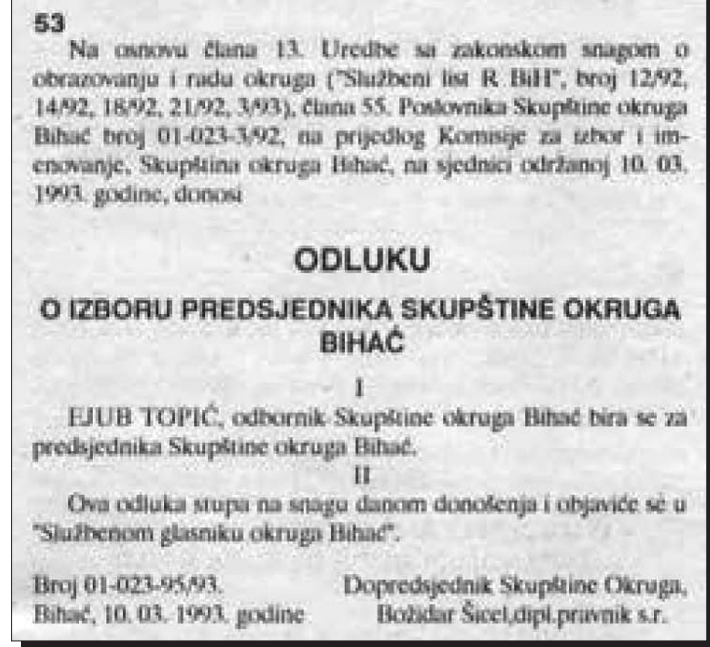 53
Na osnovu člana 13. Uredbe sa zakonskom snagom o
obrazovanju i radu okruga ("Službeni list R BiH", broj 12/92,
14/92, 18/92, 21/92, 3/93), člana 55. Poslovnika Skupštine okruga
Bihać broj 01-023-3/92, na prijedlog Komisije za izbor i im-
enovanje, Skupština okruga Bihać, na sjednici održanoj 10. 03.
1993. godine, donosi
ODLUKU
O IZBORU PREDSJEDNIKA SKUPŠTINE OKRUGA
BIHAĆ
I
EJUB TOPIĆ, odbornik Skupštine okruga Bihać bira se za
predsjednika Skupštine okruga Bihać.
II
Ova odluka stupa na snagu danom donošenja i objaviće se u
"Službenom glasniku okruga Bihać".
Broj 01-023-95/93. Dopredsjednik Skupštine Okruga,
Bihać, 10. 03. 1993. godine Božidar Šicel,dipl.pravnik s.r.